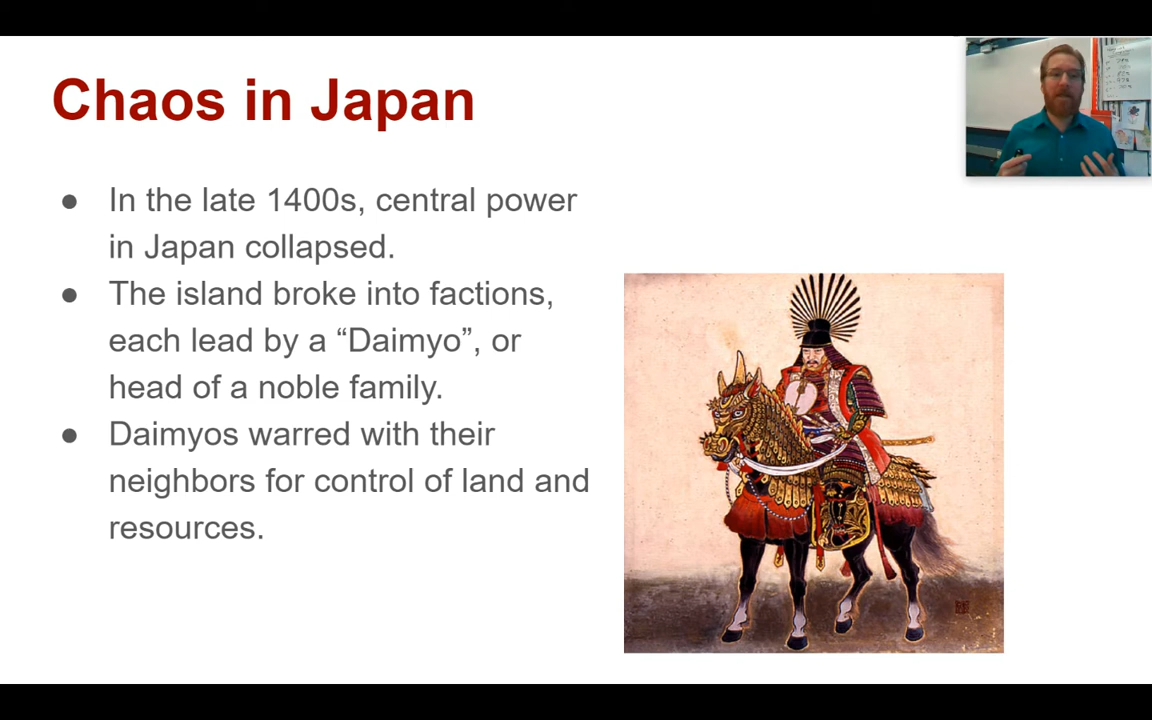 Chaos in Japan
● In the late 1400s, central power
in Japan collapsed.
● The island broke into factions,
each lead by a “Daimyo”, or
head of a noble family.
● Daimyos warred with their
neighbors for control of land and
resources.